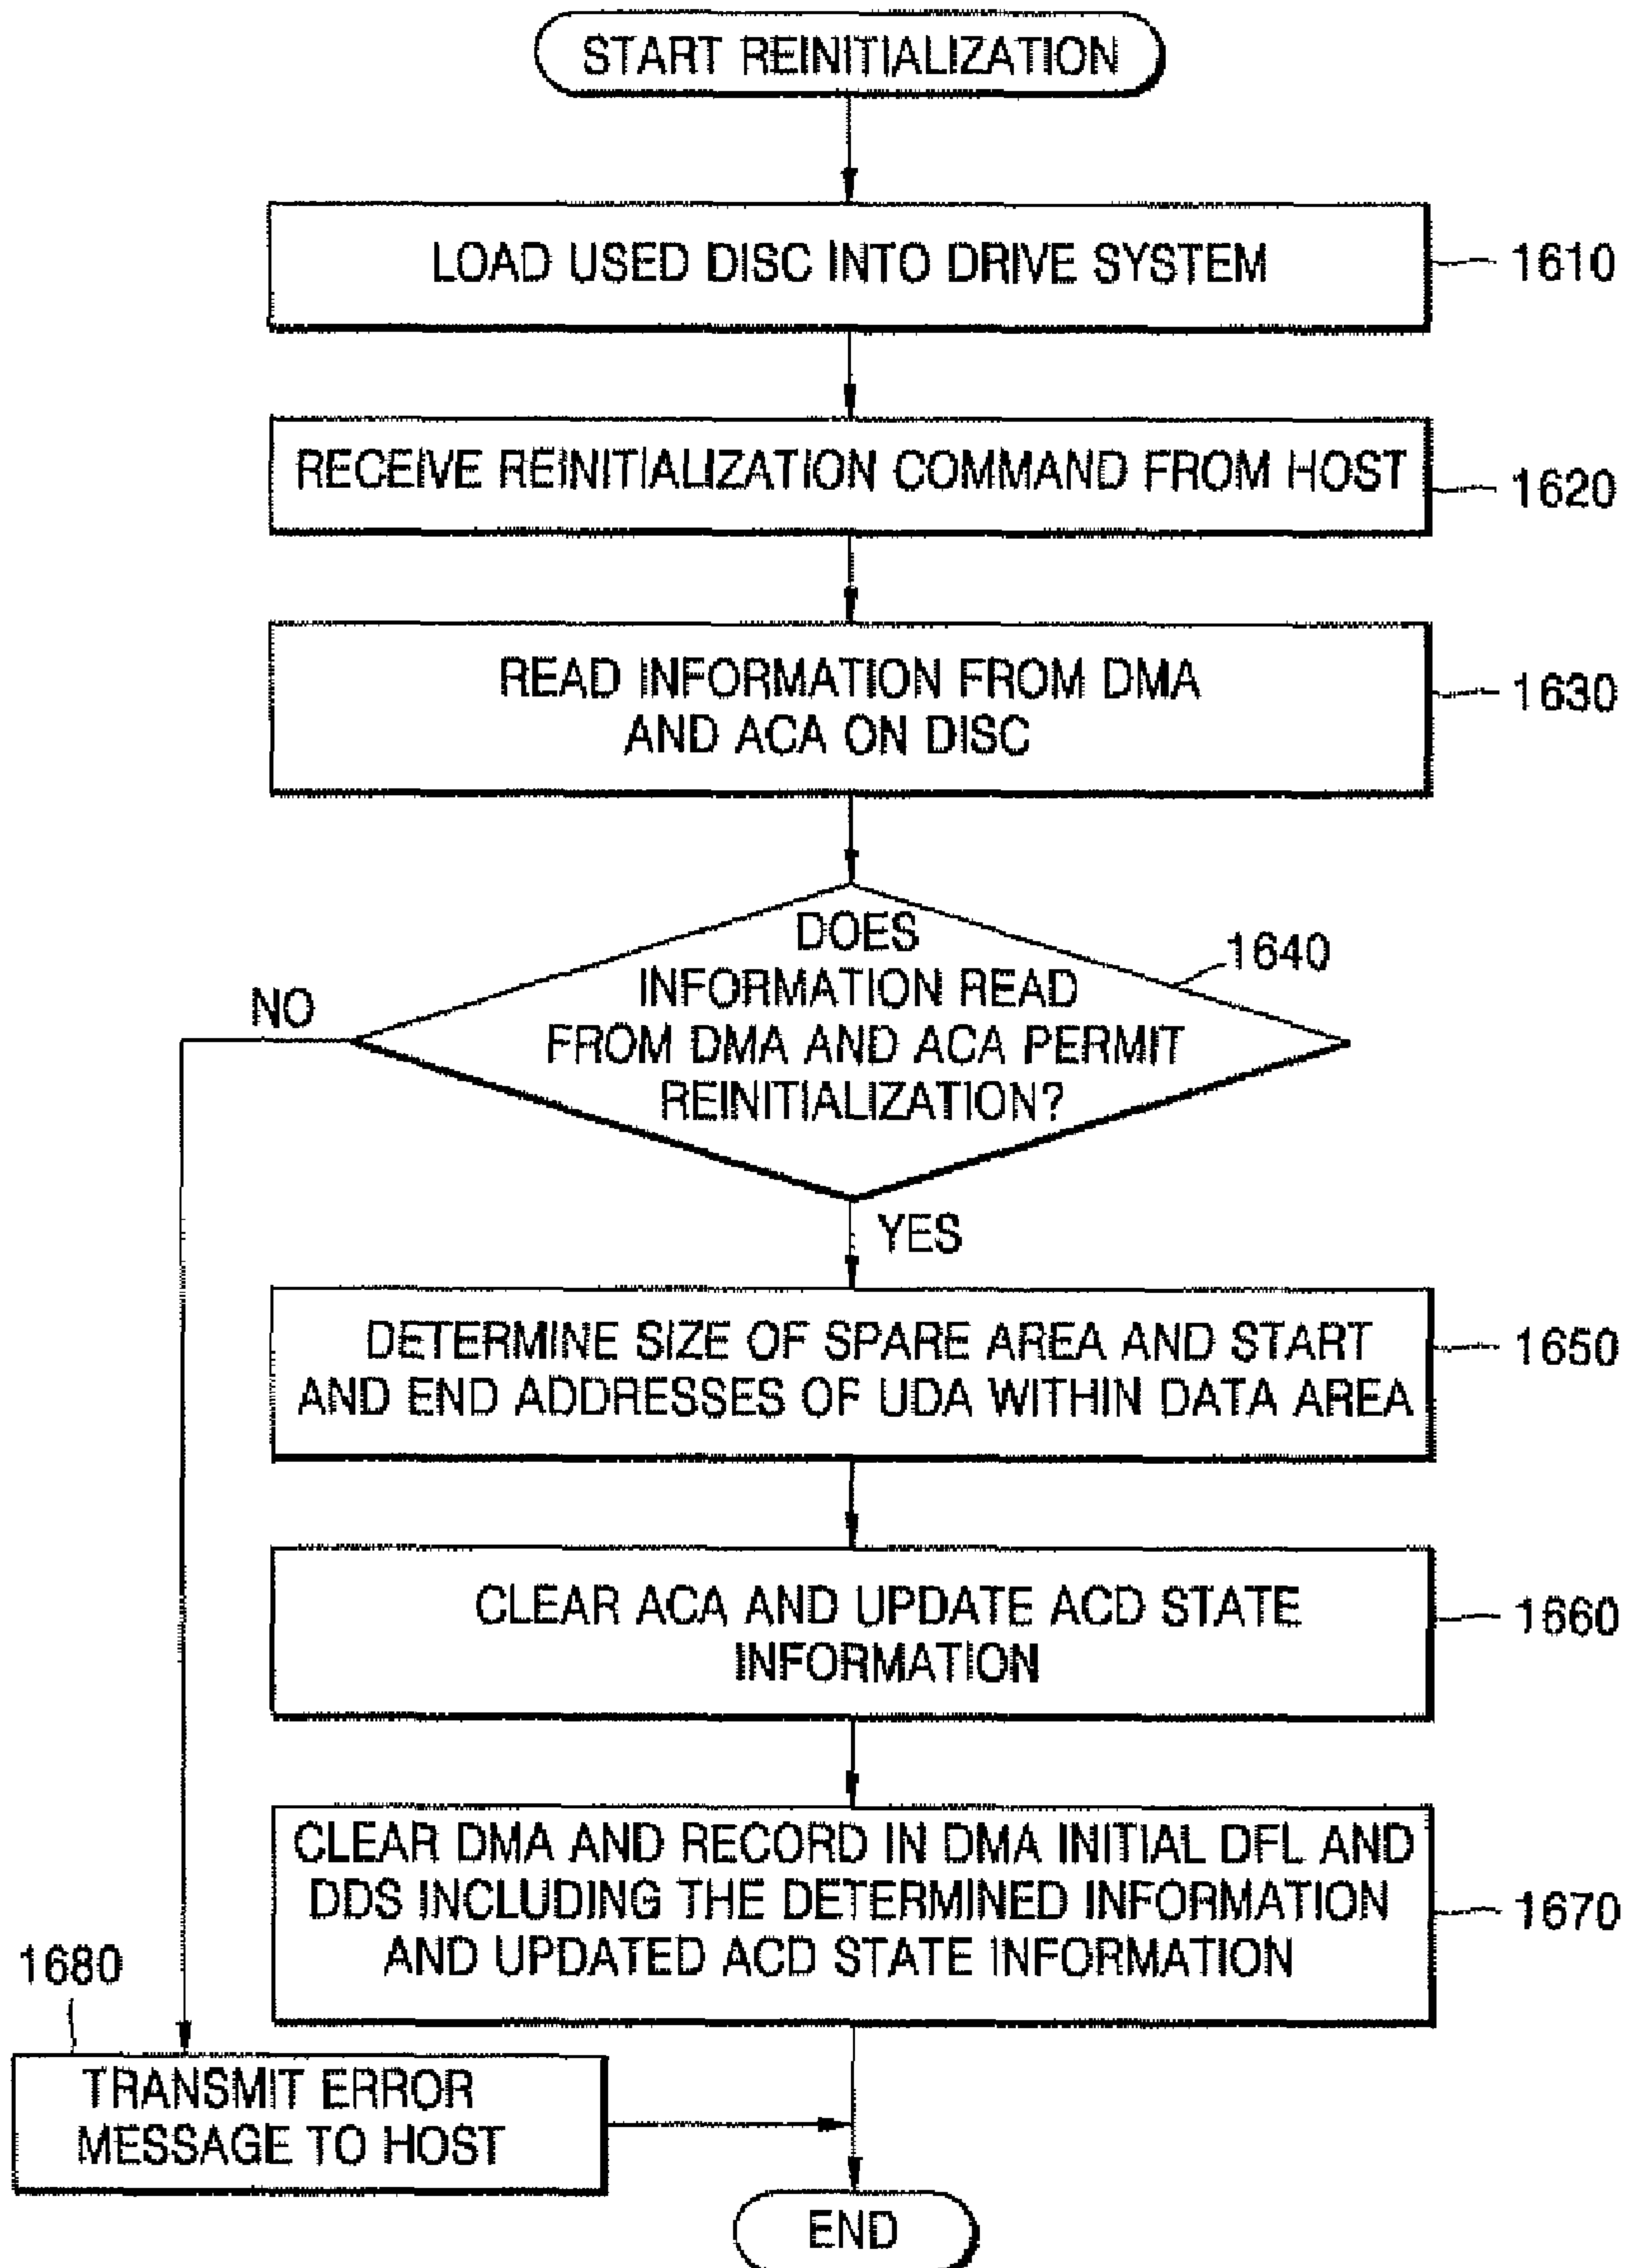 START REINITIALIZATION
LOAD USED DISC INTO DRIVE SYSTEM
1610
RECEIVE REINITIALIZATION COMMAND FROM HOST
1620
READ INFORMATION FROM DMA
AND ACA ON DISC
1630
DOES
INFORMATION READ
FROM DMA AND ACA PERMIT
REINITIALIZATION?
1640
NO
YES
DETERMINE SIZE OF SPARE AREA AND START
AND END ADDRESSES OF UDA WITHIN DATA AREA
1650
CLEAR ACA AND UPDATE ACD STATE
INFORMATION
1660
CLEAR DMA AND RECORD IN DMA INITIAL DFL AND
DDS INCLUDING THE DETERMINED INFORMATION
AND UPDATED ACD STATE INFORMATION
1670
1680
TRANSMIT ERROR
MESSAGE TO HOST
END